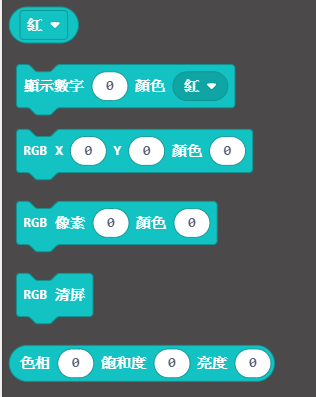 紅
顯示數字 0 顏色 紅
RGB X 0 Y 0 顏色 0
RGB 像素 0 顏色 0
RGB 清屏
色相 0 飽和度 0 亮度 0